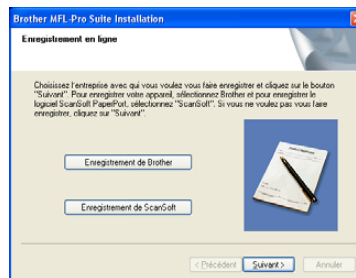 Brother MFL-Pro Suite Installation
Enregistrement en ligne
Choisissez l'entreprise avec qui vous voulez vous faire enregistrer et cliquez sur le bouton
"Suivant". Pour enregistrer votre appareil, sélectionnez Brother et pour enregistrer le
logiciel ScanSoft PaperPort, sélectionnez "ScanSoft". Si vous ne voulez pas vous faire
enregistrer, cliquez sur "Suivant".
Enregistrement de Brother
Enregistrement de ScanSoft
< Précédent
Suivant >
Annuler